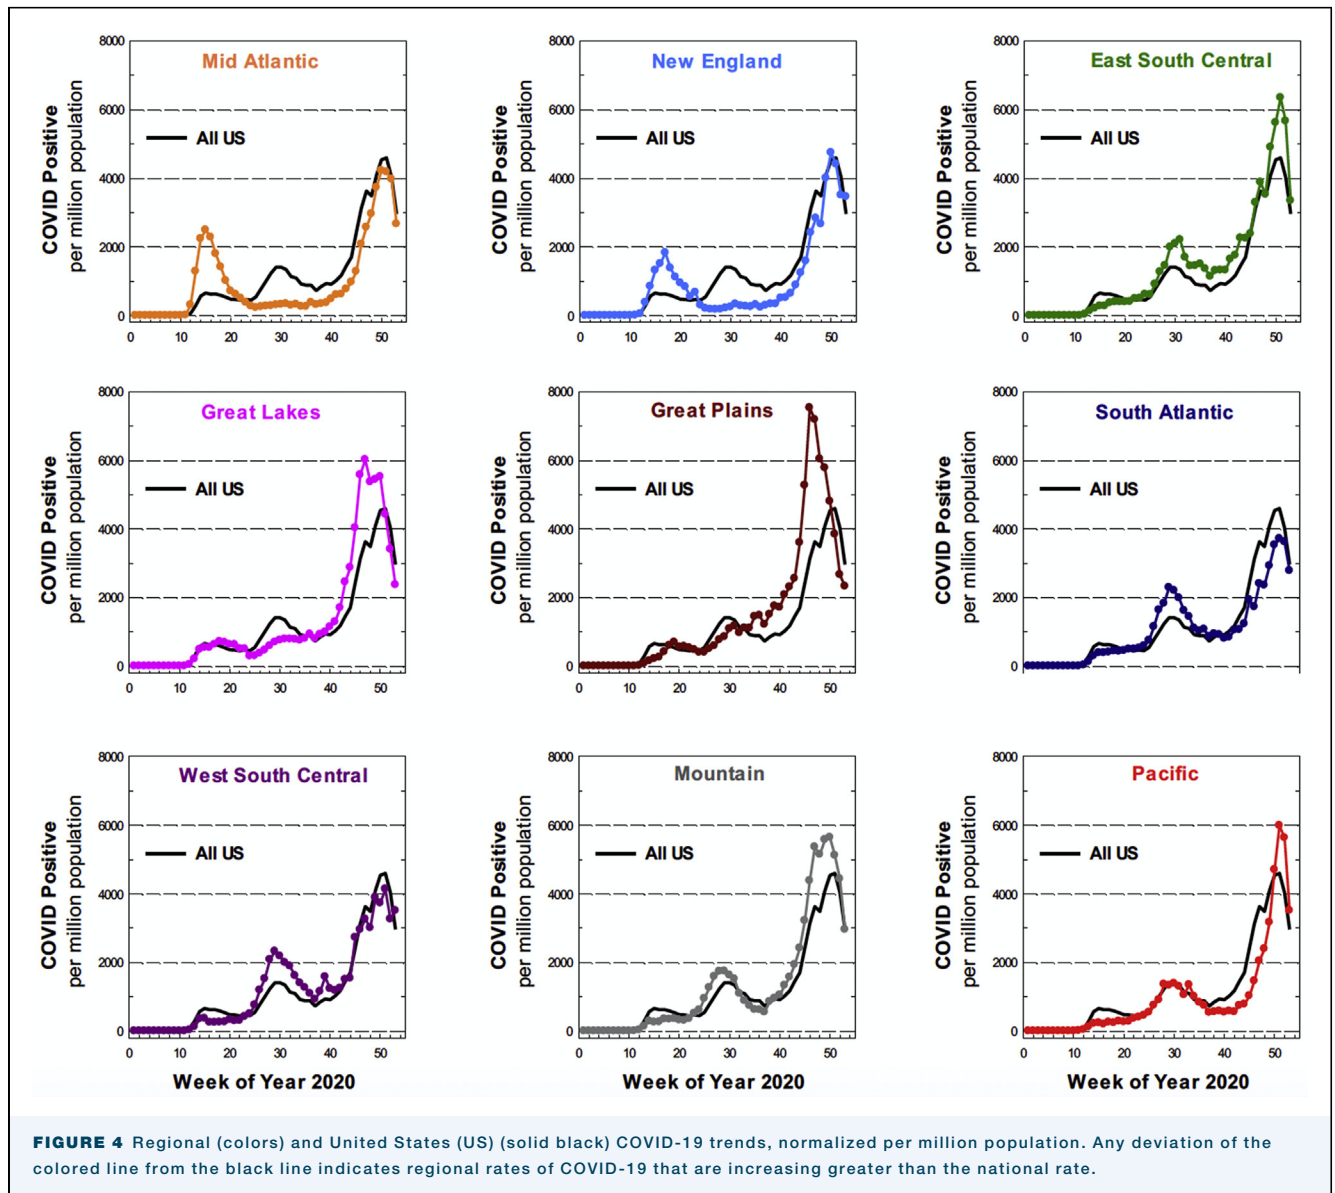 Mid Atlantic
COVID Positive
per million population
All US
8000
6000
4000
2000
0
0 10 20 30 40 50
New England
COVID Positive
per million population
All US
8000
6000
4000
2000
0
0 10 20 30 40 50
East South Central
COVID Positive
per million population
All US
8000
6000
4000
2000
0
0 10 20 30 40 50
Great Lakes
COVID Positive
per million population
All US
8000
6000
4000
2000
0
0 10 20 30 40 50
Great Plains
COVID Positive
per million population
All US
8000
6000
4000
2000
0
0 10 20 30 40 50
South Atlantic
COVID Positive
per million population
All US
8000
6000
4000
2000
0
West South Central
COVID Positive
per million population
All US
8000
6000
4000
2000
0
0 10 20 30 40 50
Week of Year 2020
Mountain
COVID Positive
per million population
All US
8000
6000
4000
2000
0
0 10 20 30 40 50
Week of Year 2020
Pacific
COVID Positive
per million population
All US
8000
6000
4000
2000
0
0 10 20 30 40 50
Week of Year 2020
FIGURE 4 Regional (colors) and United States (US) (solid black) COVID-19 trends, normalized per million population. Any deviation of the
colored line from the black line indicates regional rates of COVID-19 that are increasing greater than the national rate.